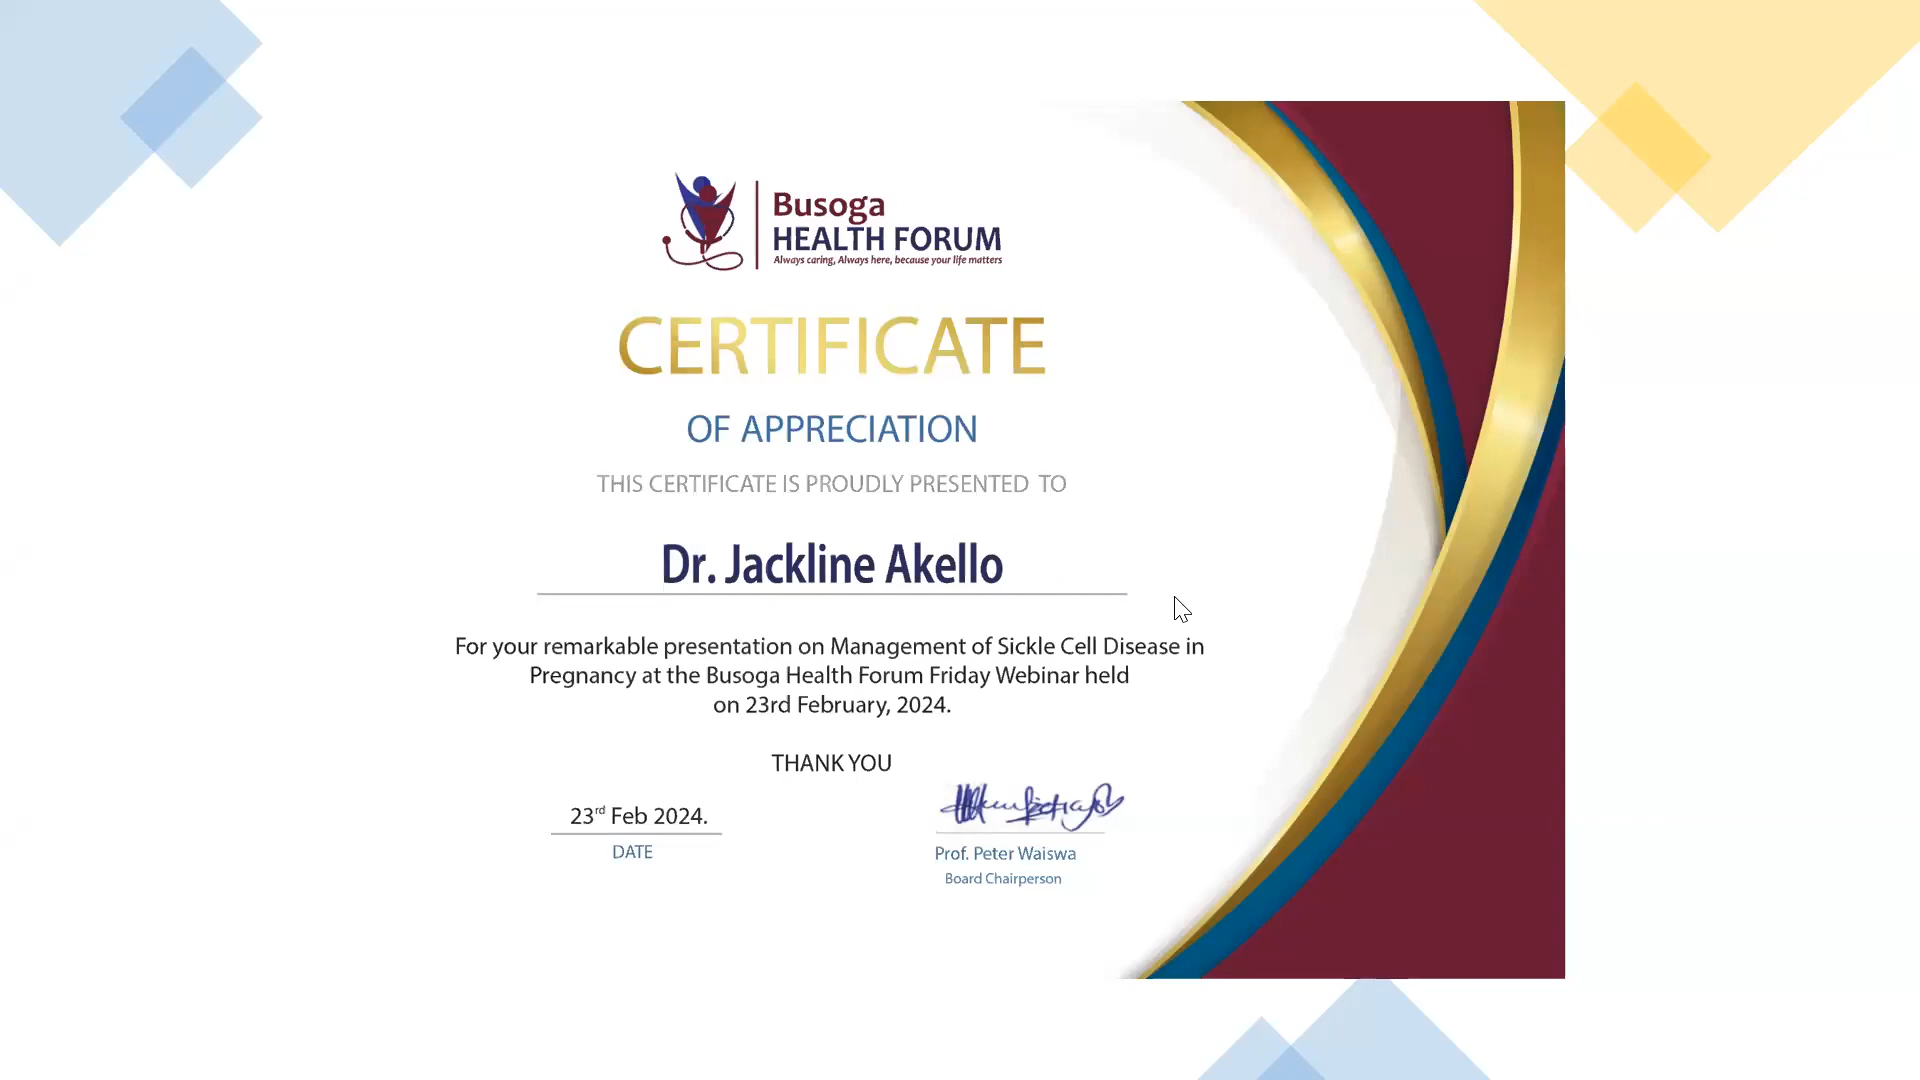 Busoga
HEALTH FORUM
Always caring, Always here, because your life matters
CERTIFICATE
OF APPRECIATION
THIS CERTIFICATE IS PROUDLY PRESENTED TO
Dr. Jackline Akello
For your remarkable presentation on Management of Sickle Cell Disease in
Pregnancy at the Busoga Health Forum Friday Webinar held
on 23rd February, 2024.
THANK YOU
23rd Feb 2024.
DATE
Prof. Peter Waiswa
Board Chairperson